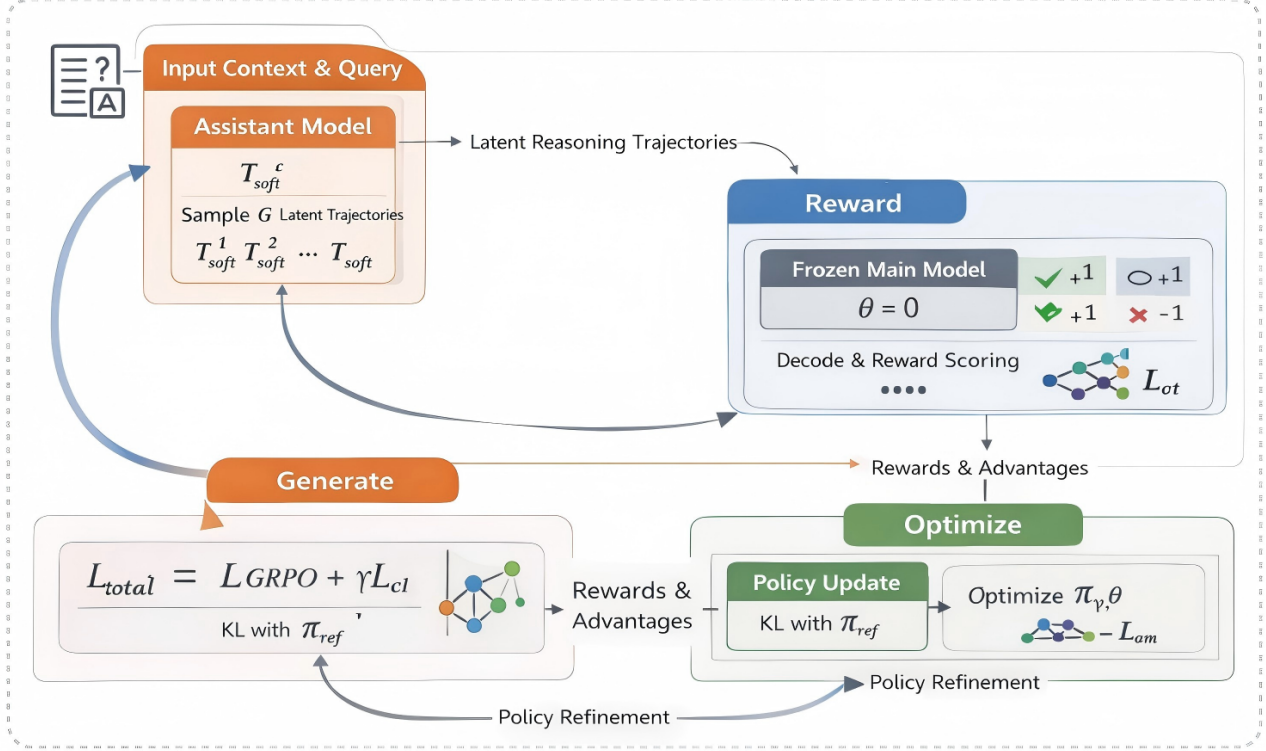 ?
A
Input Context & Query
Assistant Model
T_soft^c
Sample G Latent Trajectories
T_soft^1 T_soft^2 ... T_soft
Latent Reasoning Trajectories
Reward
Frozen Main Model
θ = 0
+1
+1
+1
-1
Decode & Reward Scoring
L_ot
Rewards & Advantages
Generate
L_total = L GRPO + γL_cl
KL with π_ref '
Rewards &
Advantages
Optimize
Policy Update
KL with π_ref
Optimize π_γ,θ
– L_am
Policy Refinement
Policy Refinement